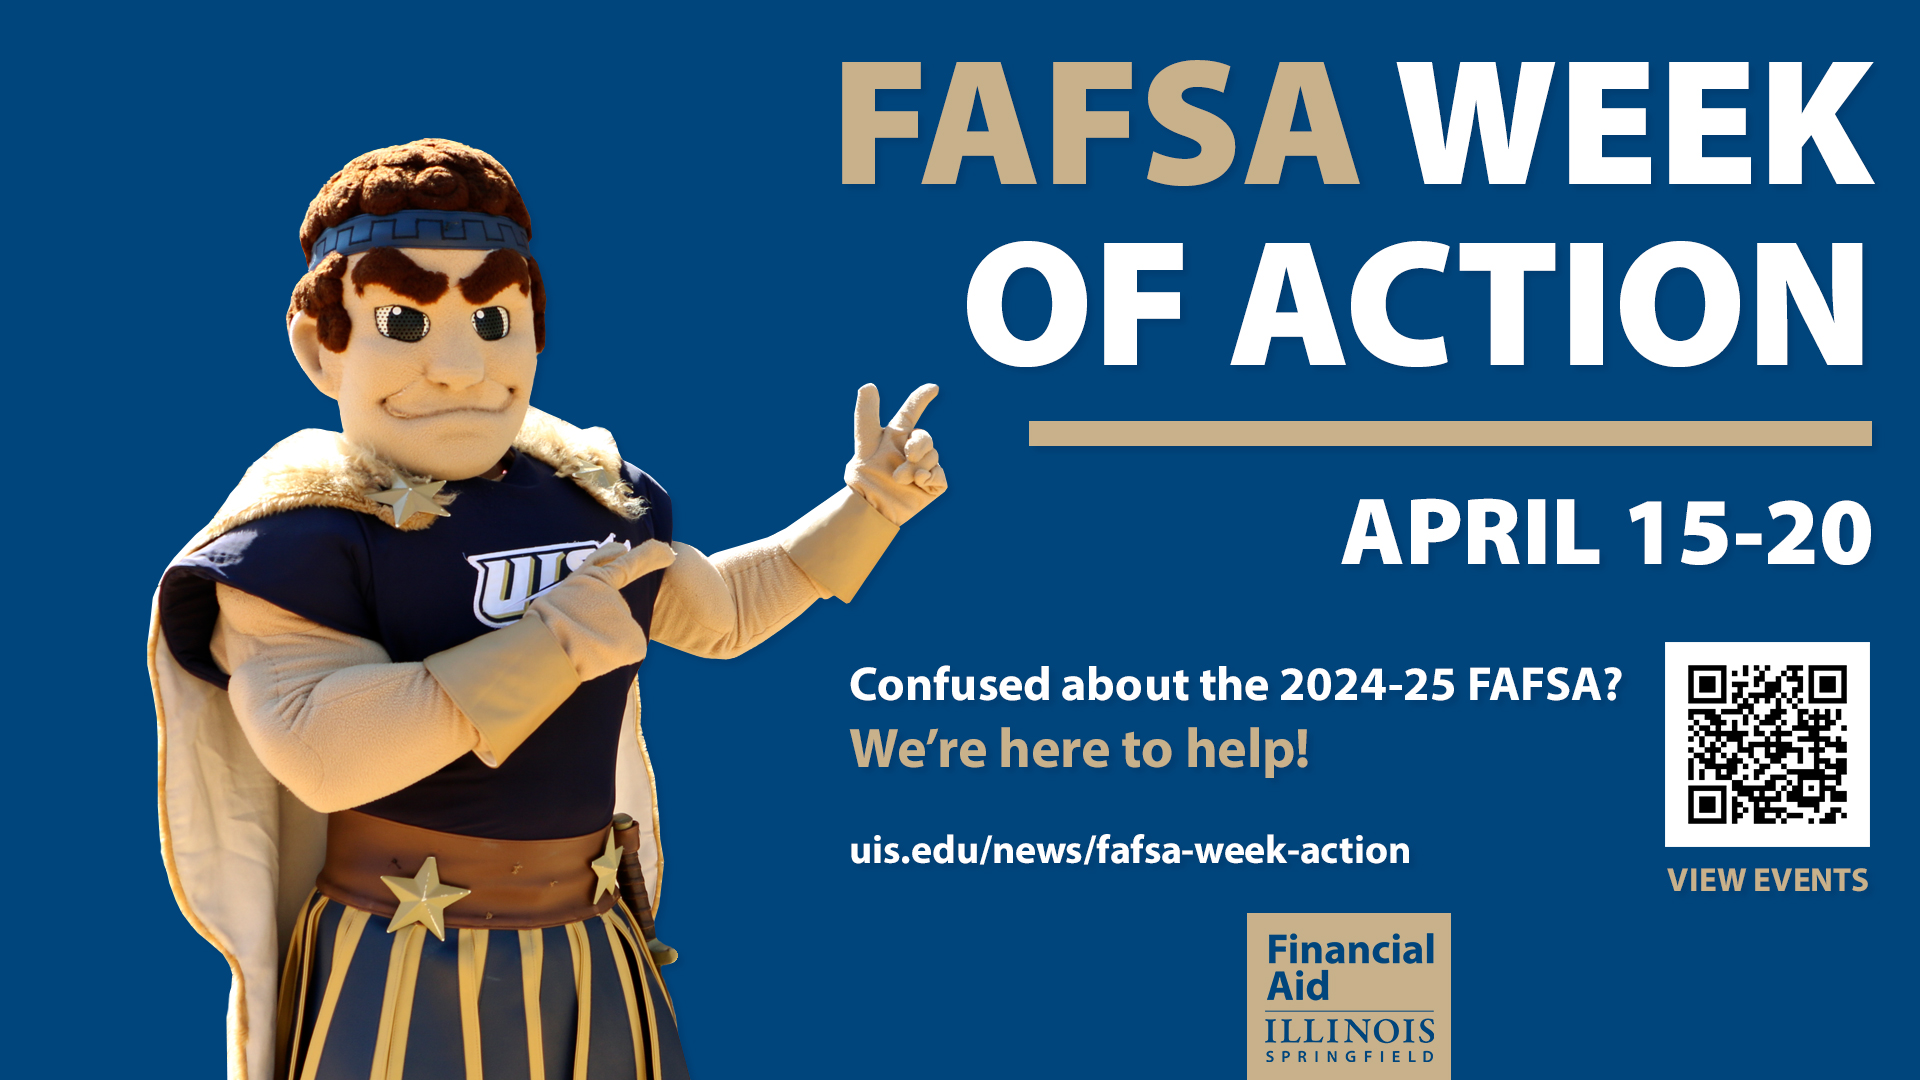 FAFSA WEEK
OF ACTION
APRIL 15-20
Confused about the 2024-25 FAFSA?
We’re here to help!
uis.edu/news/fafsa-week-action
VIEW EVENTS
UIS
Financial
Aid
ILLINOIS
SPRINGFIELD